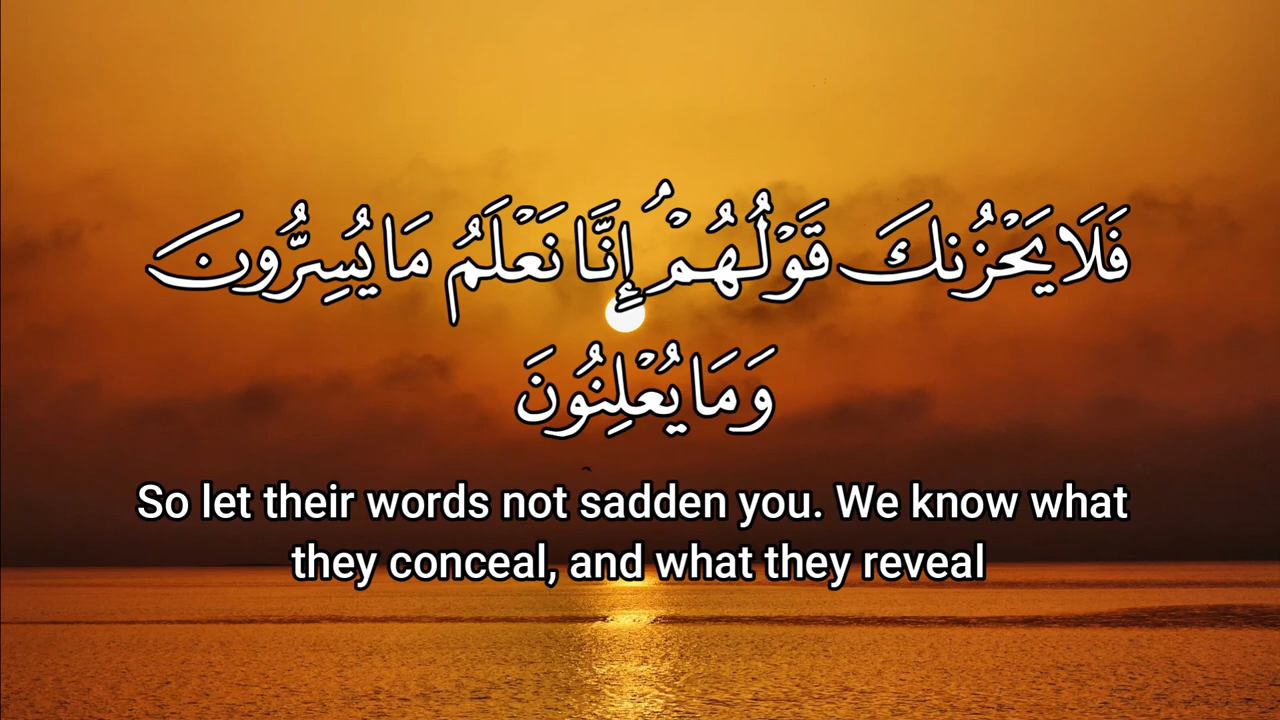 فَلَا يَحْزُنكَ قَوْلُهُمْ ۘ إِنَّا نَعْلَمُ مَا يُسِرُّونَ
وَمَا يُعْلِنُونَ
So let their words not sadden you. We know what
they conceal, and what they reveal